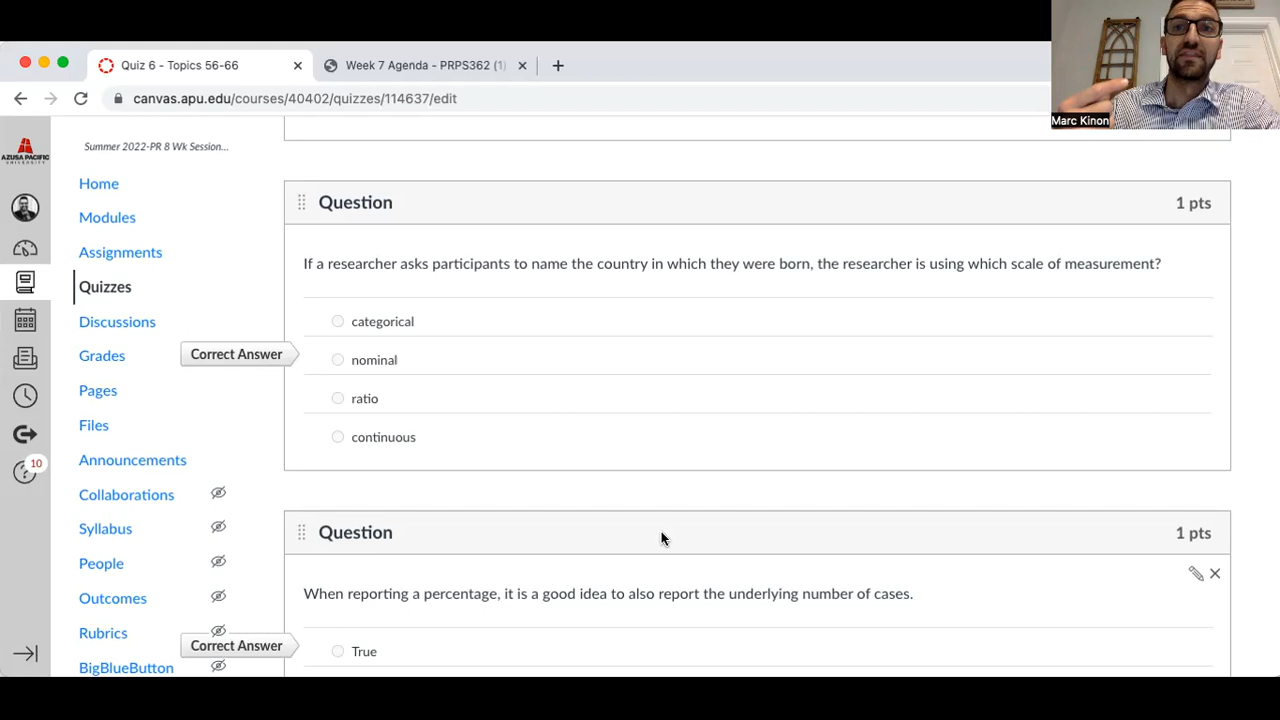 Quiz 6 - Topics 56-66
Week 7 Agenda - PRPS362 (1)
canvas.apu.edu/courses/40402/quizzes/114637/edit
Marc Kinon
AZUSA PACIFIC
UNIVERSITY
10
Summer 2022-PR 8 Wk Session...
Home
Modules
Assignments
Quizzes
Discussions
Grades
Pages
Files
Announcements
Collaborations
Syllabus
People
Outcomes
Rubrics
BigBlueButton
Question 1 pts
If a researcher asks participants to name the country in which they were born, the researcher is using which scale of measurement?
categorical
Correct Answer nominal
ratio
continuous
Question 1 pts
When reporting a percentage, it is a good idea to also report the underlying number of cases.
Correct Answer True